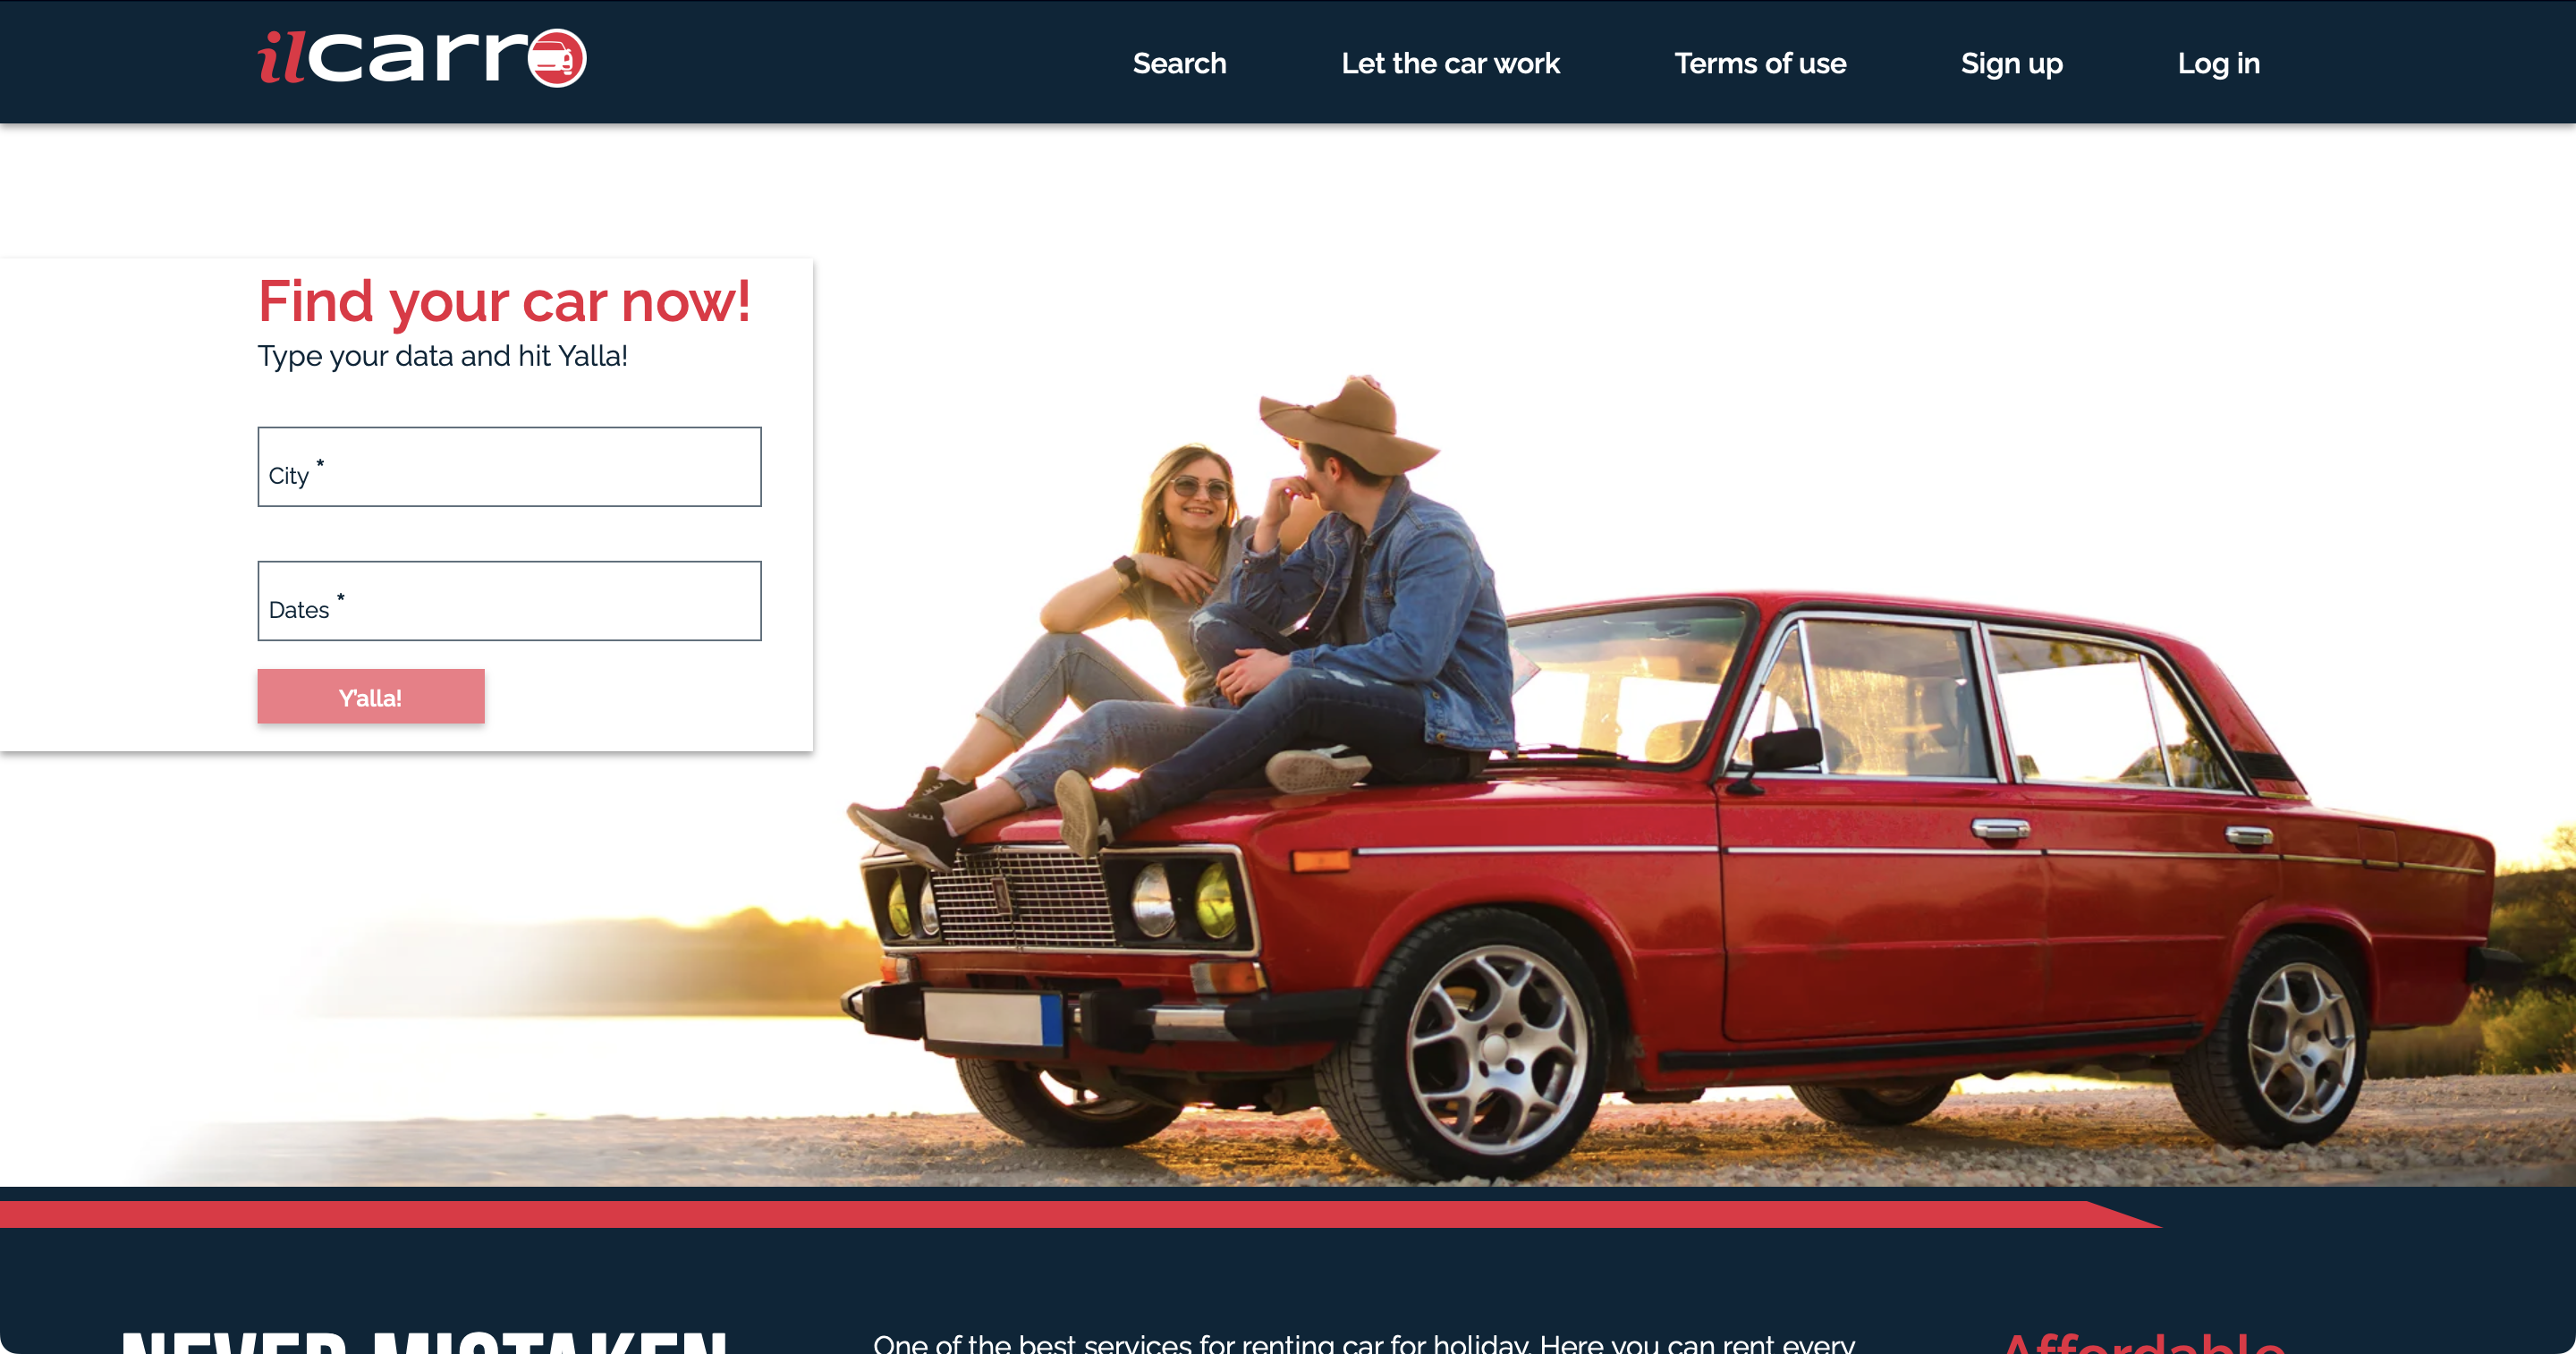 ilcarro
Search
Let the car work
Terms of use
Sign up
Log in
Find your car now!
Type your data and hit Yalla!
City *
Dates *
Y'alla!
NEVER MISTAKEN
One of the best services for renting car for holiday. Here you can rent every
Affordable